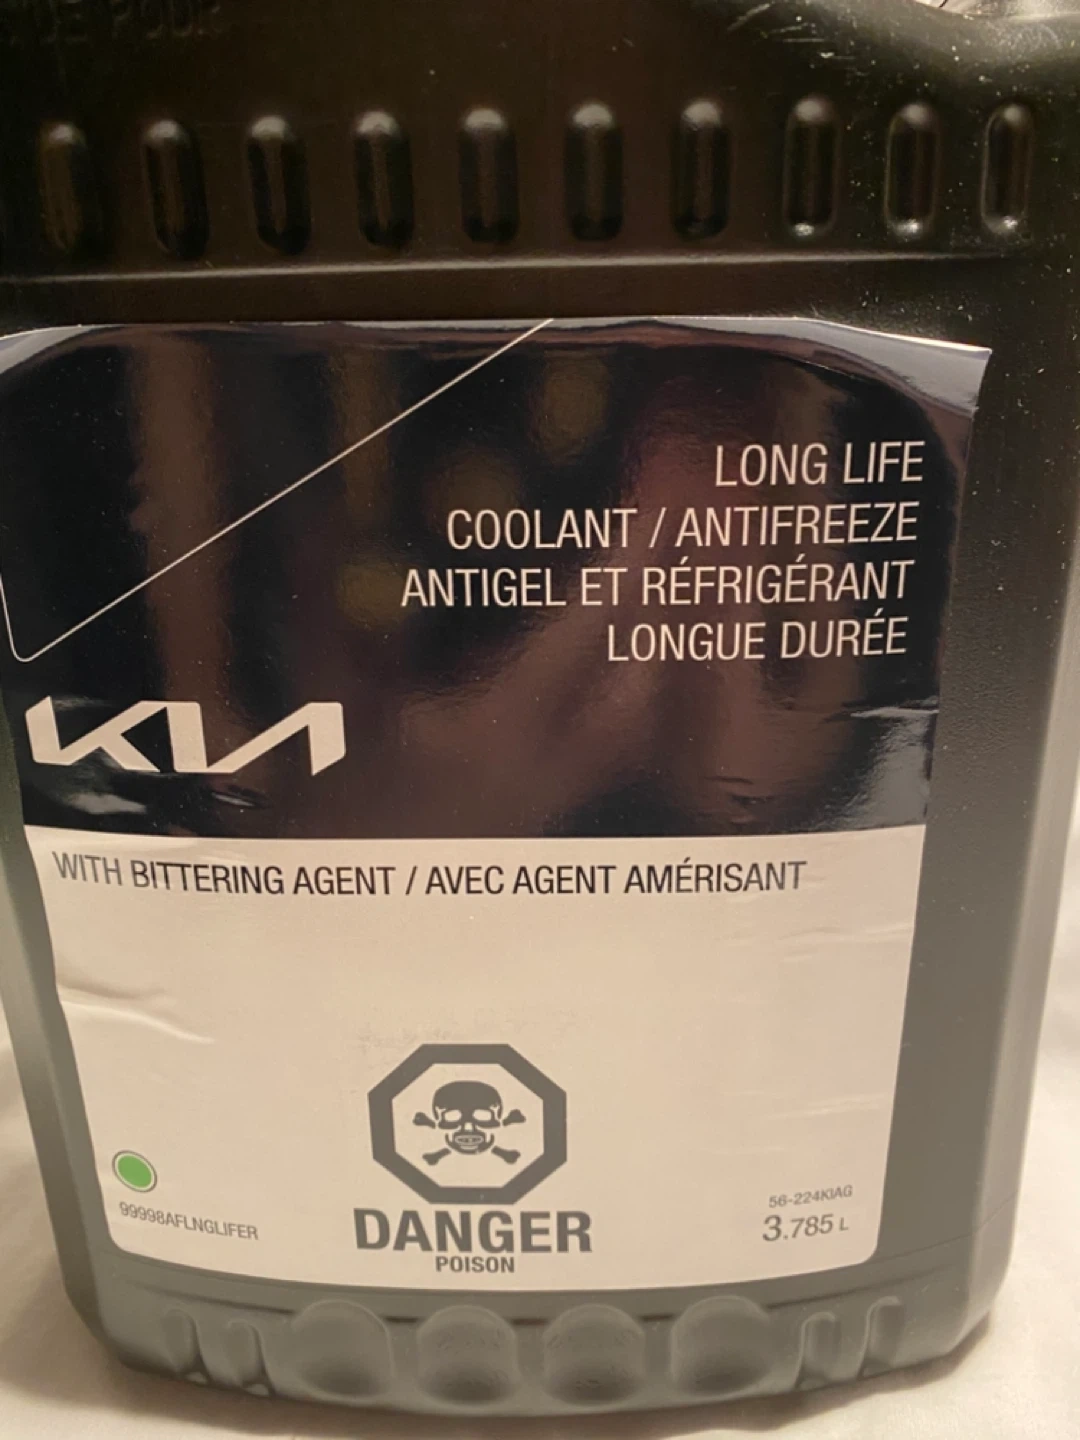 LONG LIFE
COOLANT / ANTIFREEZE
ANTIGEL ET RÉFRIGÉRANT
LONGUE DURÉE
KIA
WITH BITTERING AGENT / AVEC AGENT AMÉRISANT
99998AFLNGLIFER
DANGER
POISON
56-224KIAG
3.785 L